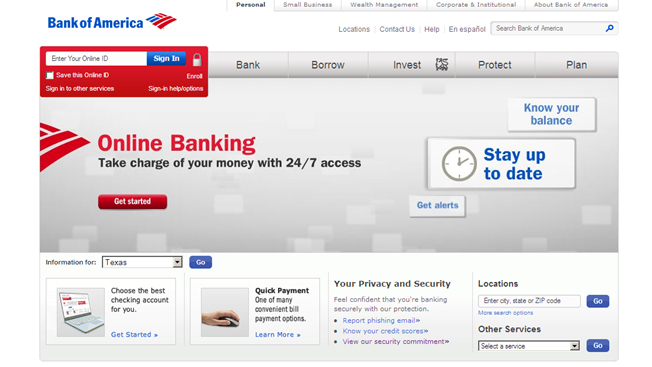 Personal
Small Business
Wealth Management
Corporate & Institutional
About Bank of America
Bank of America
Locations
Contact Us
Help
En español
Search Bank of America
Enter Your Online ID
Sign In
Save this Online ID
Enroll
Sign in to other services
Sign-in help/options
Bank
Borrow
Invest
Protect
Plan
Online Banking
Take charge of your money with 24/7 access
Get started
Know your
balance
Stay up
to date
Get alerts
Information for:
Texas
Go
Choose the best
checking account
for you.
Get Started »
Quick Payment
One of many
convenient bill
payment options.
Learn More »
Your Privacy and Security
Feel confident that you're banking
securely with our protection.
Report phishing email»
Know your credit scores»
View our security commitment»
Locations
Enter city, state or ZIP code
Go
More search options
Other Services
Select a service
Go